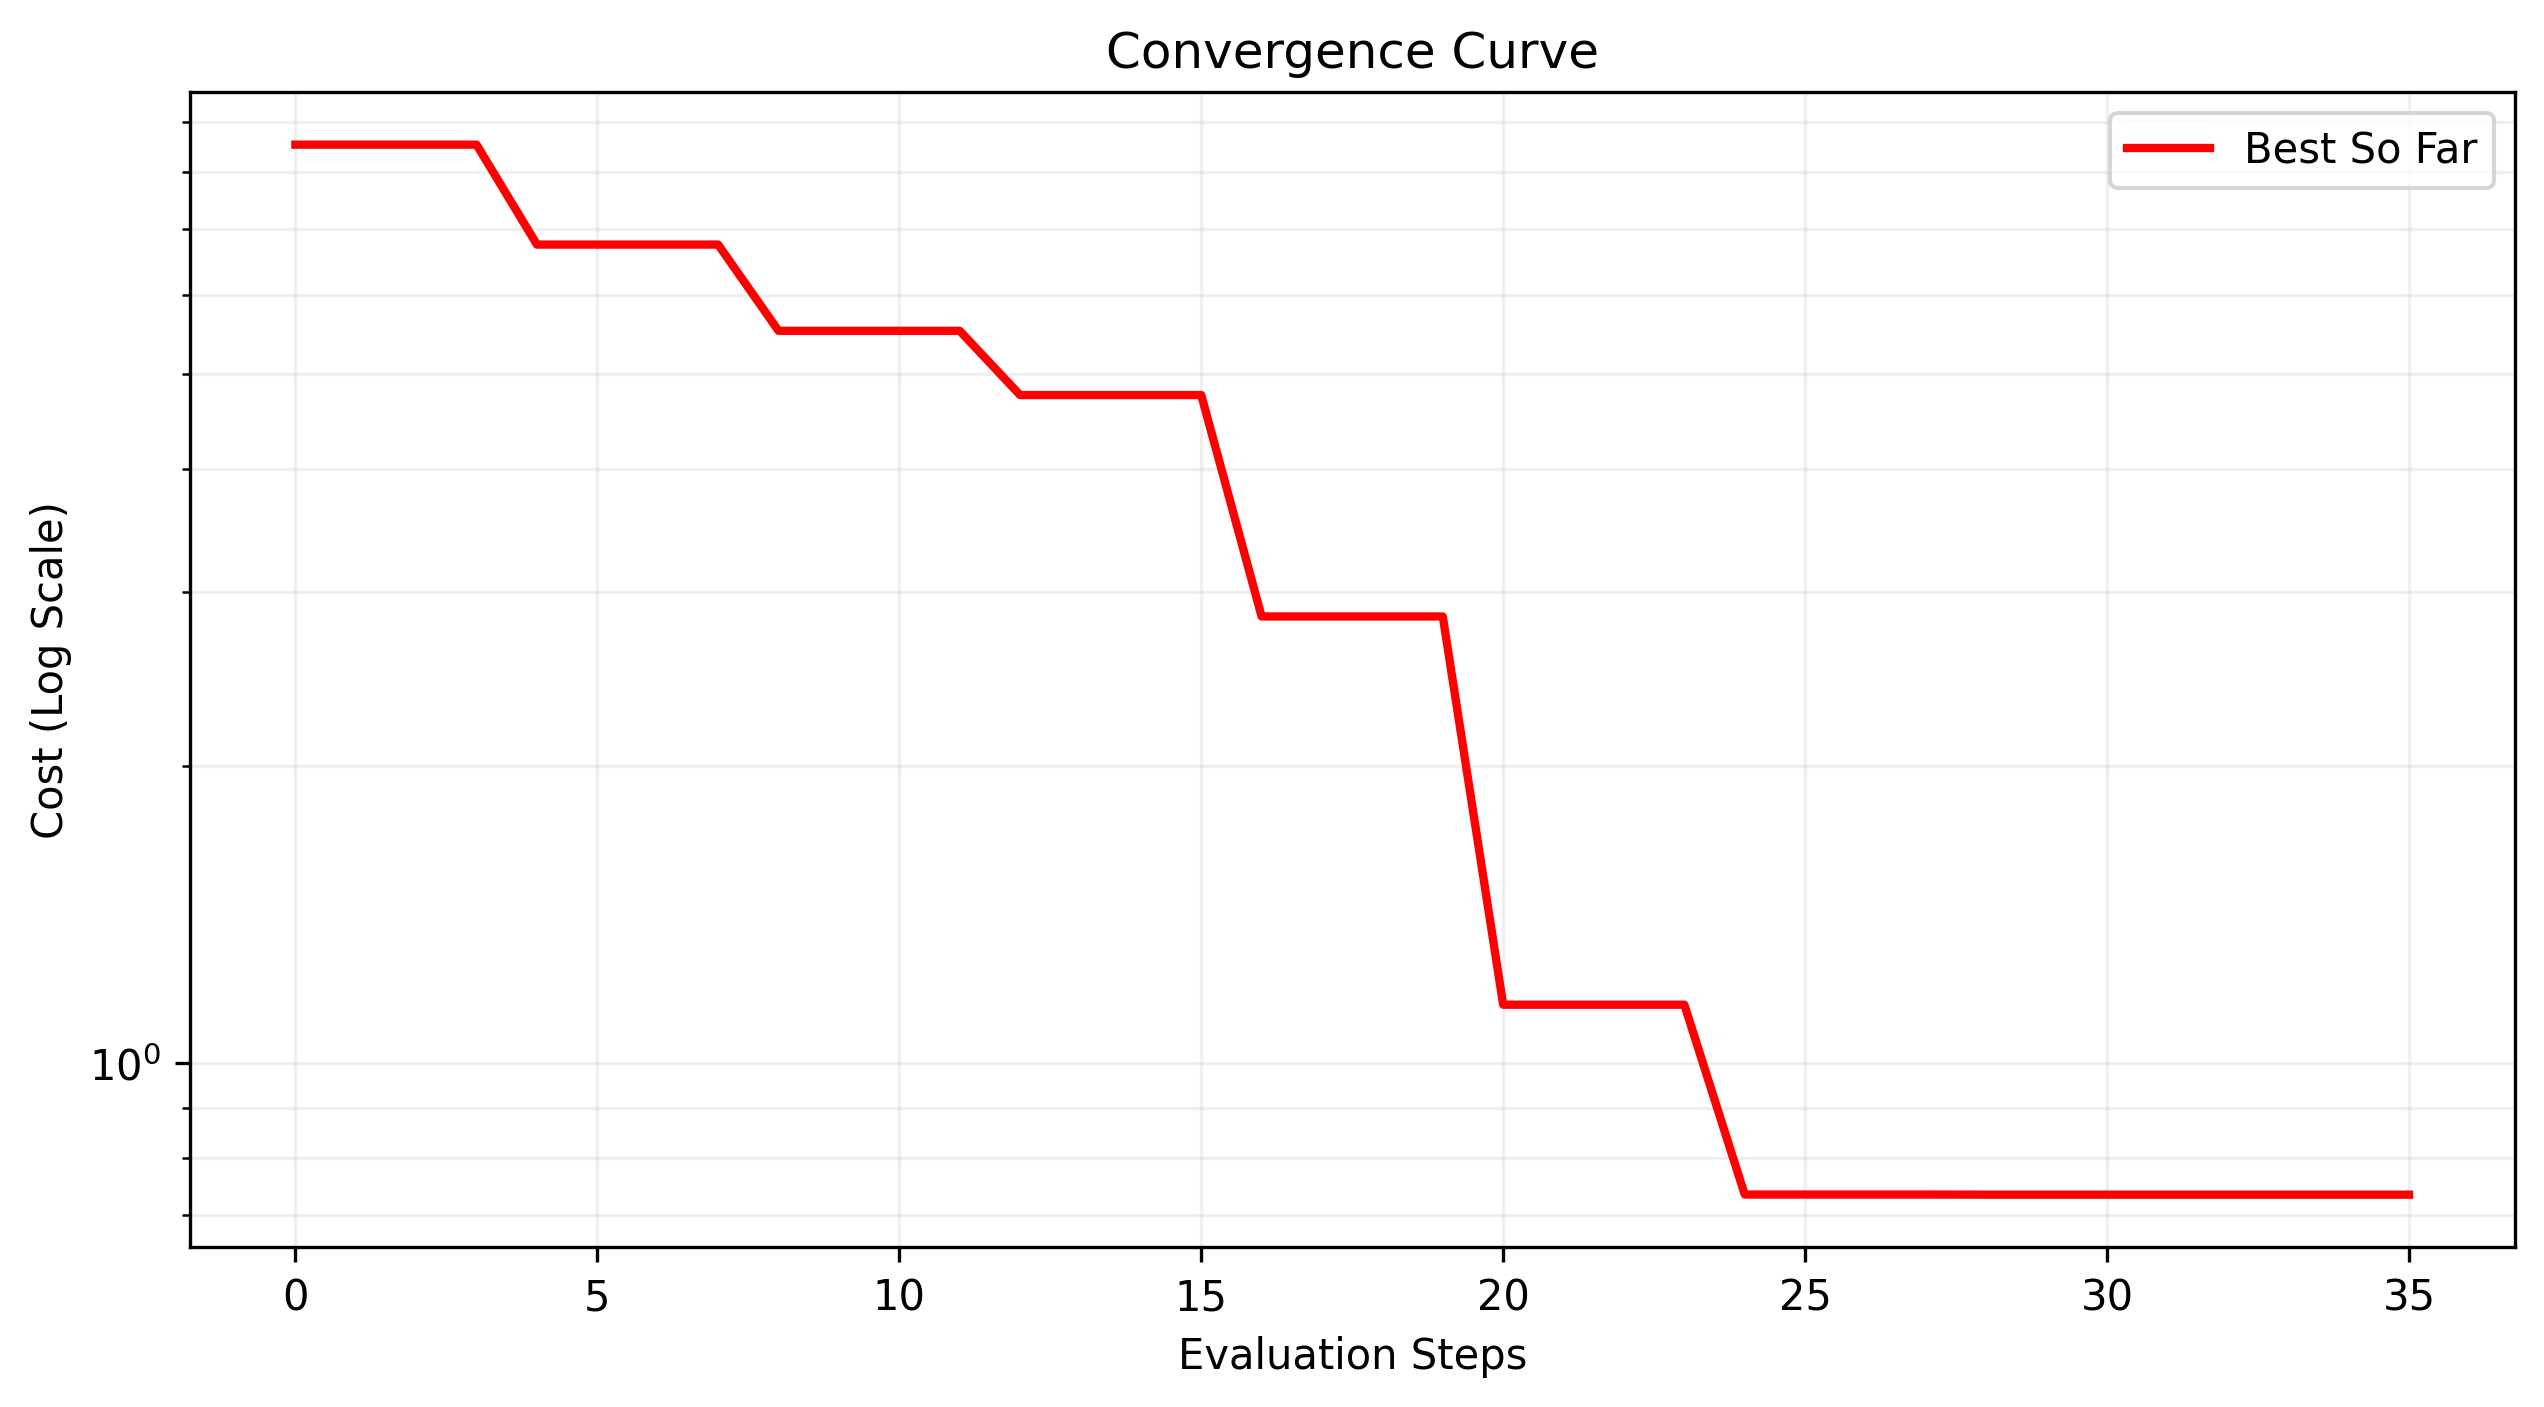 Convergence Curve
Best So Far
Cost (Log Scale)
10⁰
0 5 10 15 20 25 30 35
Evaluation Steps